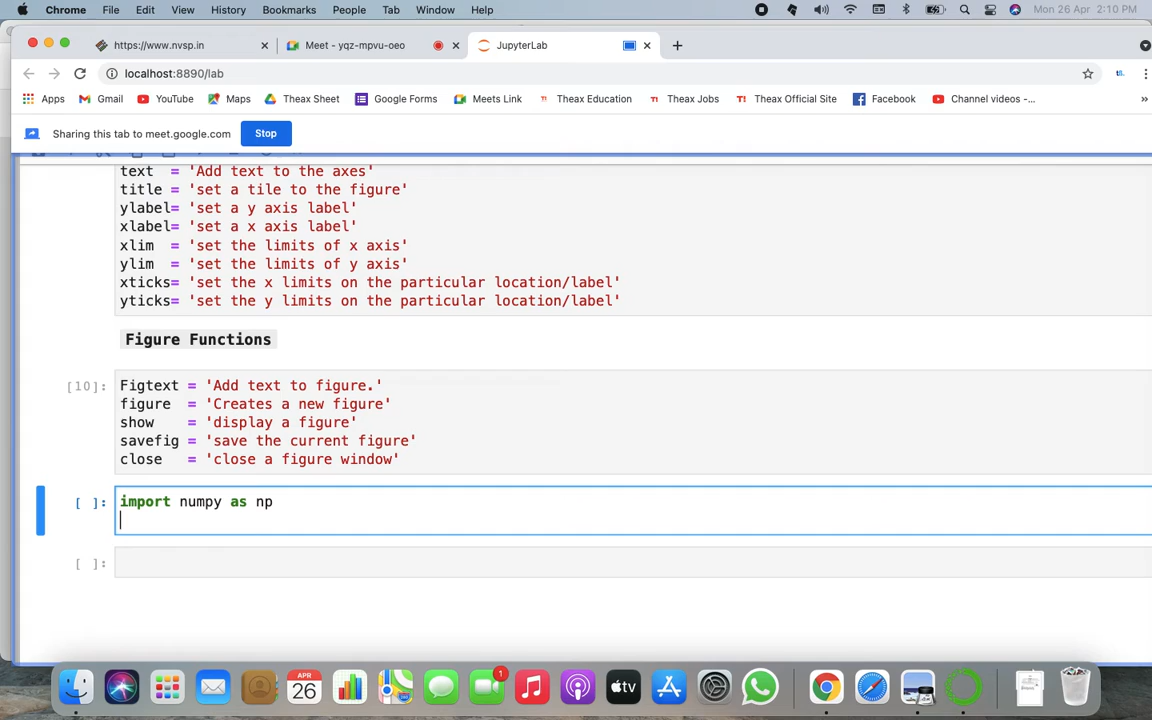 Chrome File Edit View History Bookmarks People Tab Window Help Mon 26 Apr 2:10 PM
https://www.nvsp.in Meet - yqz-mpvu-oeo JupyterLab
localhost:8890/lab
Apps Gmail YouTube Maps Theax Sheet Google Forms Meets Link Theax Education Theax Jobs Theax Official Site Facebook Channel videos -...
Sharing this tab to meet.google.com Stop
text = 'Add text to the axes'
title = 'set a tile to the figure'
ylabel= 'set a y axis label'
xlabel= 'set a x axis label'
xlim = 'set the limits of x axis'
ylim = 'set the limits of y axis'
xticks= 'set the x limits on the particular location/label'
yticks= 'set the y limits on the particular location/label'
Figure Functions
[10]: Figtext = 'Add text to figure.'
figure = 'Creates a new figure'
show = 'display a figure'
savefig = 'save the current figure'
close = 'close a figure window'
[ ]: import numpy as np
[ ]:
APR
26
1
tv